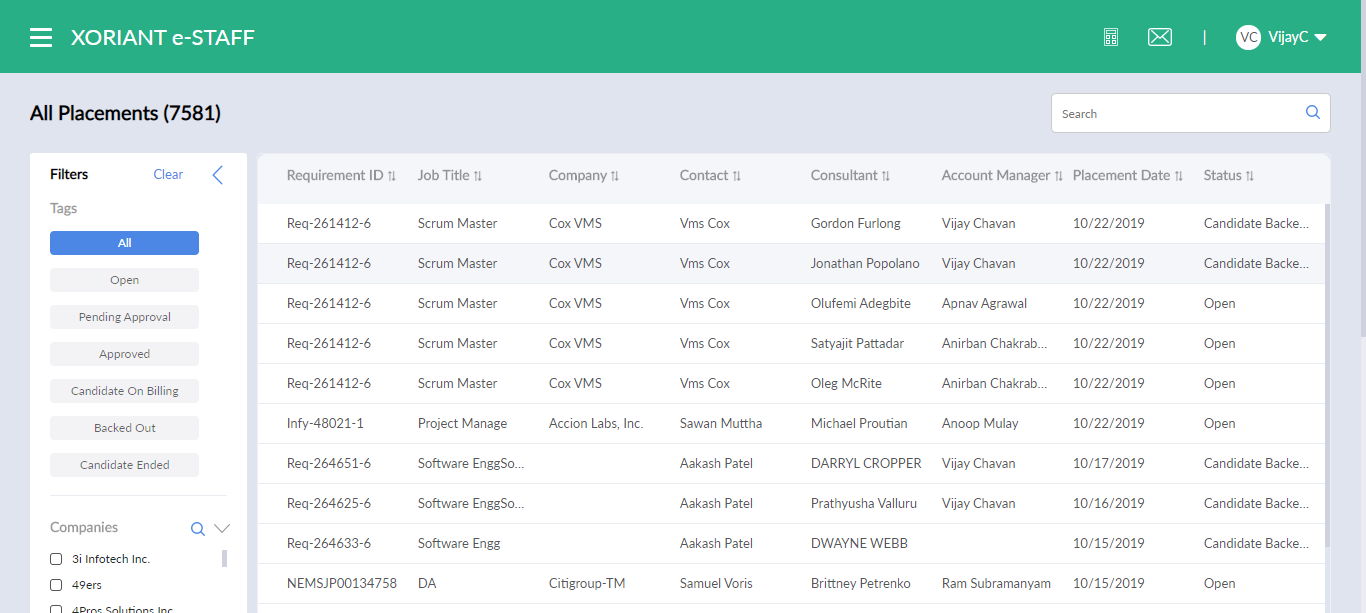 XORIANT e-STAFF
VC VijayC
All Placements (7581)
Search
Filters Clear
Tags
All
Open
Pending Approval
Approved
Candidate On Billing
Backed Out
Candidate Ended
Companies
3i Infotech Inc.
49ers
4Pros Solutions Inc
Requirement ID Job Title Company Contact Consultant Account Manager Placement Date Status
Req-261412-6 Scrum Master Cox VMS Vms Cox Gordon Furlong Vijay Chavan 10/22/2019 Candidate Backe...
Req-261412-6 Scrum Master Cox VMS Vms Cox Jonathan Popolano Vijay Chavan 10/22/2019 Candidate Backe...
Req-261412-6 Scrum Master Cox VMS Vms Cox Olufemi Adegbite Apnav Agrawal 10/22/2019 Open
Req-261412-6 Scrum Master Cox VMS Vms Cox Satyajit Pattadar Anirban Chakrab... 10/22/2019 Open
Req-261412-6 Scrum Master Cox VMS Vms Cox Oleg McRite Anirban Chakrab... 10/22/2019 Open
Infy-48021-1 Project Manage Accion Labs, Inc. Sawan Muttha Michael Proutian Anoop Mulay 10/22/2019 Open
Req-264651-6 Software EnggSo... Aakash Patel DARRYL CROPPER Vijay Chavan 10/17/2019 Candidate Backe...
Req-264625-6 Software EnggSo... Aakash Patel Prathyusha Valluru Vijay Chavan 10/16/2019 Candidate Backe...
Req-264633-6 Software Engg Aakash Patel DWAYNE WEBB 10/15/2019 Candidate Backe...
NEMSJP00134758 DA Citigroup-TM Samuel Voris Brittney Petrenko Ram Subramanyam 10/15/2019 Open